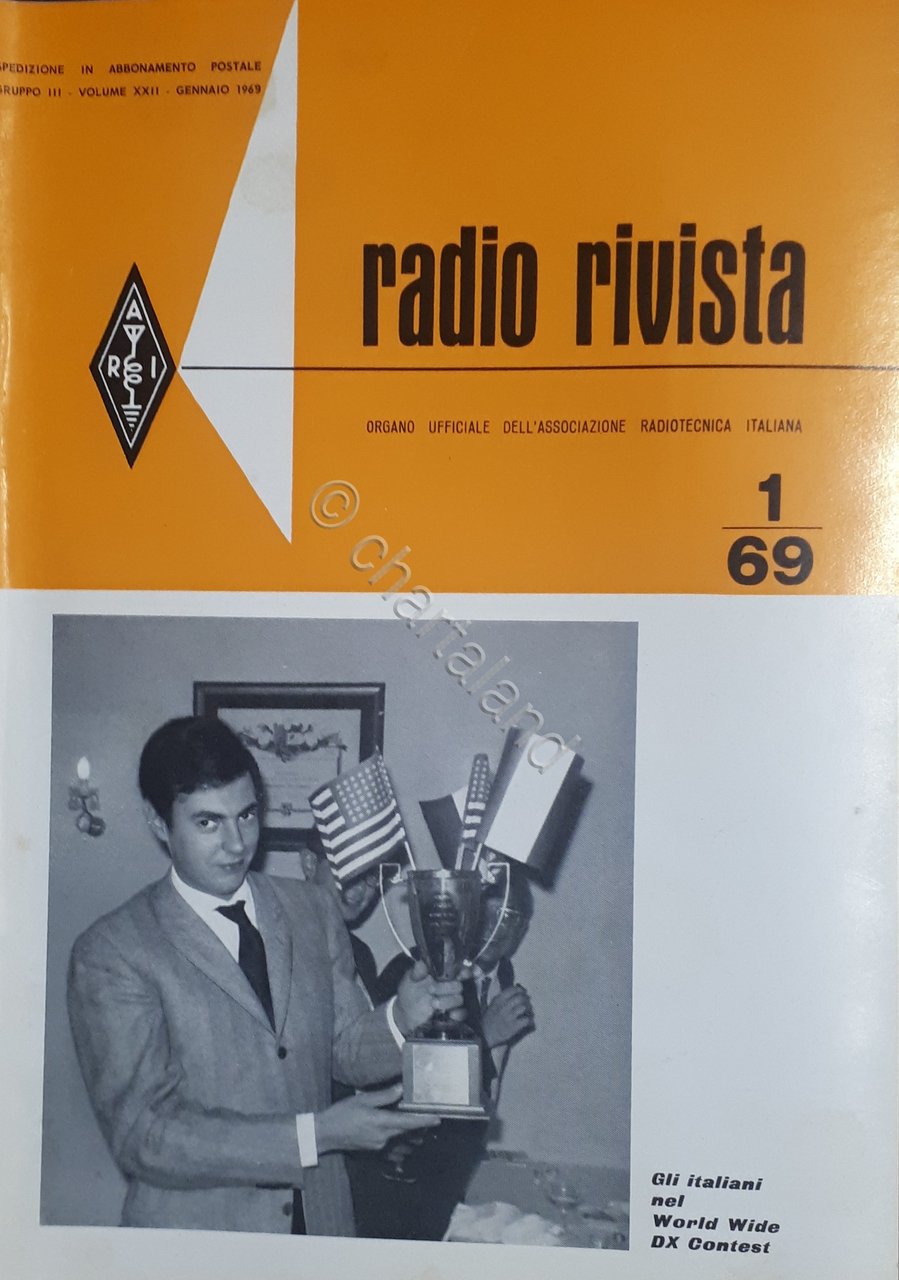 SPEDIZIONE IN ABBONAMENTO POSTALE
GRUPPO III - VOLUME XXII - GENNAIO 1969
radio rivista
A
R I
ORGANO UFFICIALE DELL'ASSOCIAZIONE RADIOTECNICA ITALIANA
1
69
© chartaland
Gli italiani
nel
World Wide
DX Contest